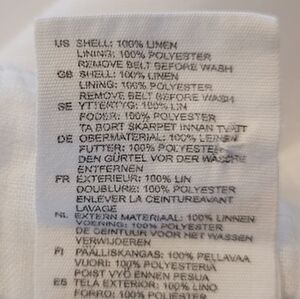 US SHELL: 100% LINEN
LINING: 100% POLYESTER
REMOVE BELT BEFORE WASH
GB SHELL: 100% LINEN
LINING: 100% POLYESTER
REMOVE BELT BEFORE WASH
SE YTTERTYG: 100% LIN
FODER: 100% POLYESTER
TA BORT SKÄRPET INNAN TVÄTT
DE OBERMATERIAL: 100% LEINEN
FUTTER: 100% POLYESTER
DEN GÜRTEL VOR DER WÄSCHE
ENTFERNEN
FR EXTERIEUR: 100% LIN
DOUBLURE: 100% POLYESTER
ENLEVER LA CEINTURE AVANT
LAVAGE
NL EXTERN MATERIAAL: 100% LINNEN
VOERING: 100% POLYESTER
DE CEINTUUR VOOR HET WASSEN
VERWIJDEREN
FI PÄÄLLISKANGAS: 100% PELLAVAA
VUORI: 100% POLYESTERIA
POIST VYÖ ENNEN PESUA
ES TELA EXTERIOR: 100% LINO
FORRO: 100% POLIESTER